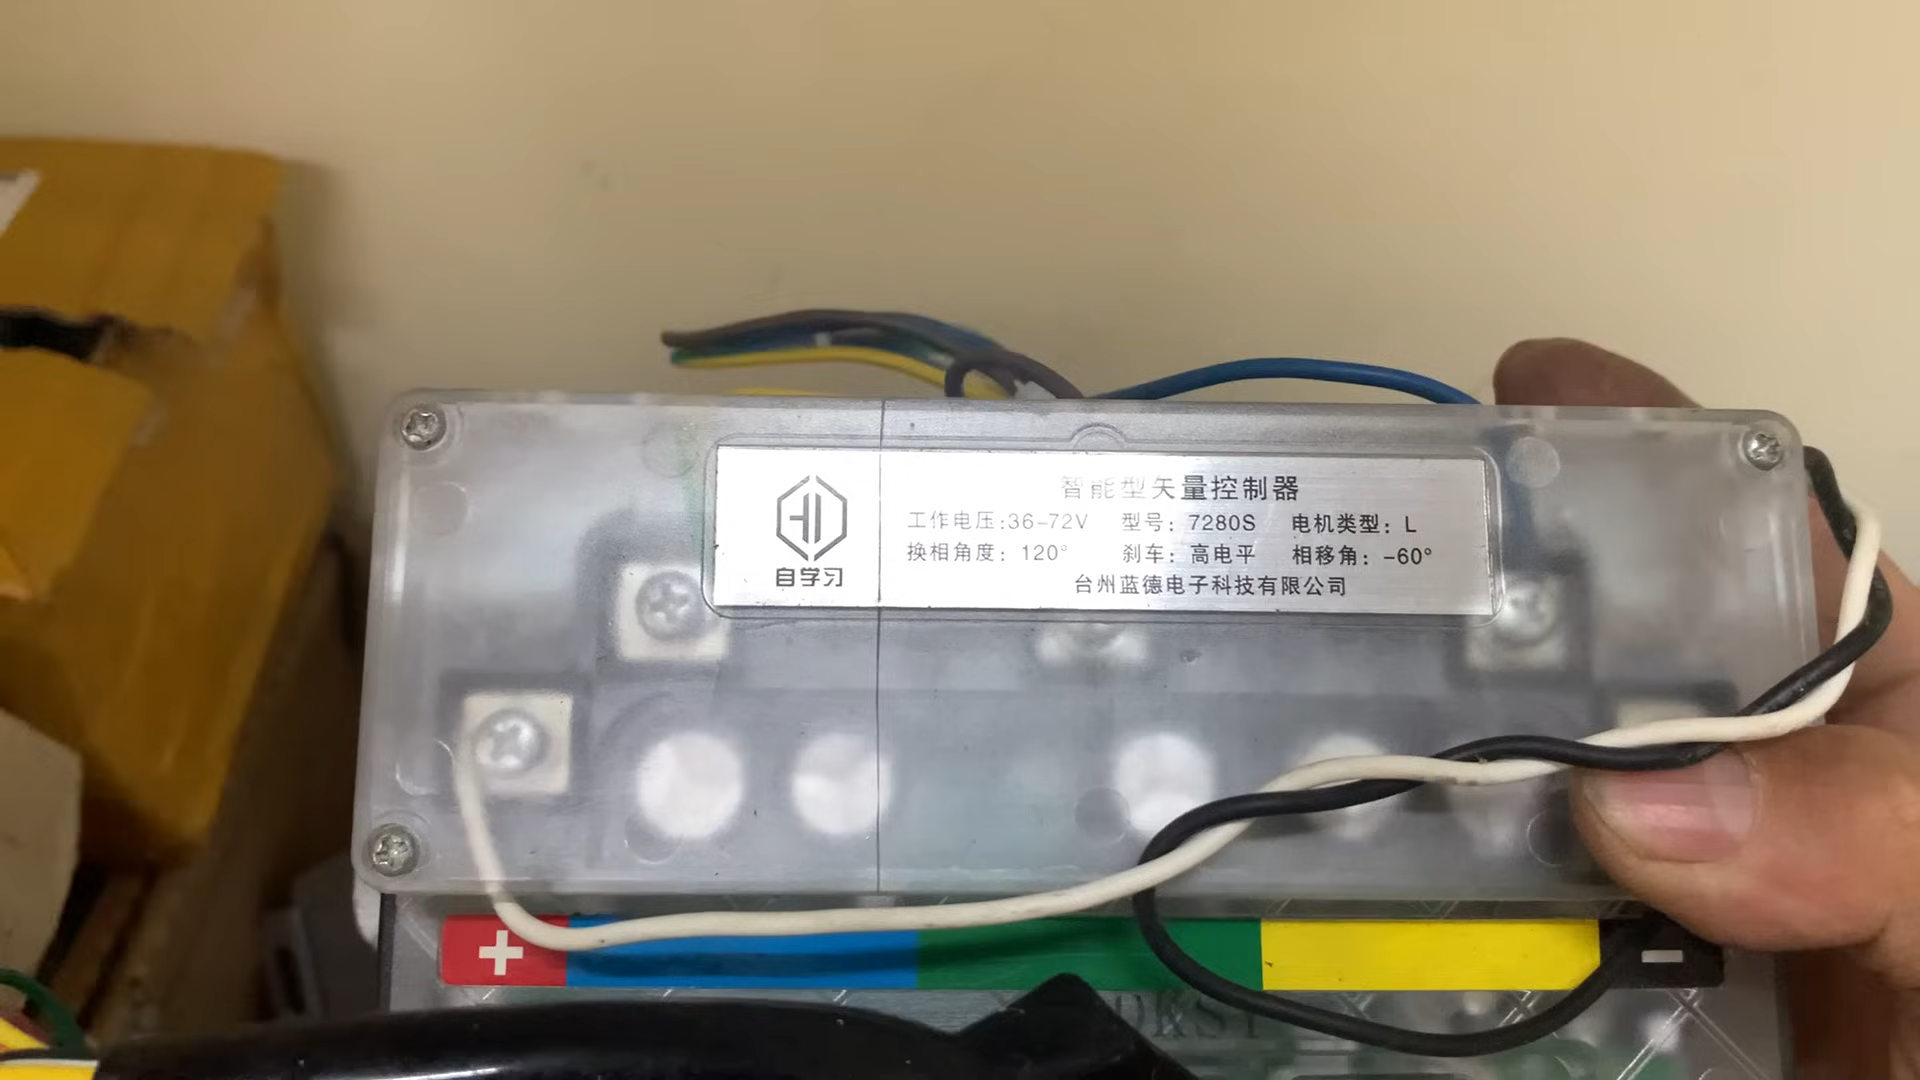 智能型矢量控制器
工作电压:36-72V 型号: 7280S 电机类型: L
换相角度: 120° 刹车: 高电平 相移角: -60°
台州蓝德电子科技有限公司
自学习
+
−